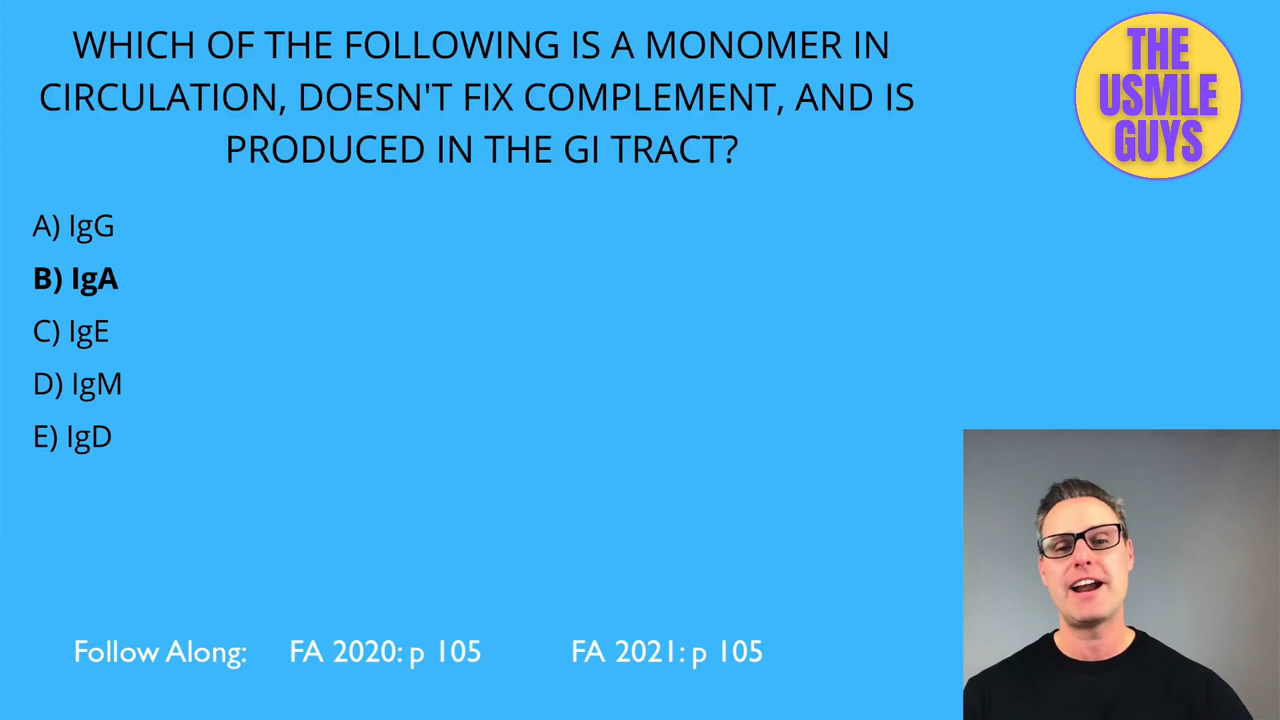 WHICH OF THE FOLLOWING IS A MONOMER IN
CIRCULATION, DOESN'T FIX COMPLEMENT, AND IS
PRODUCED IN THE GI TRACT?
THE
USMLE
GUYS
A) IgG
B) IgA
C) IgE
D) IgM
E) IgD
Follow Along: FA 2020: p 105 FA 2021: p 105